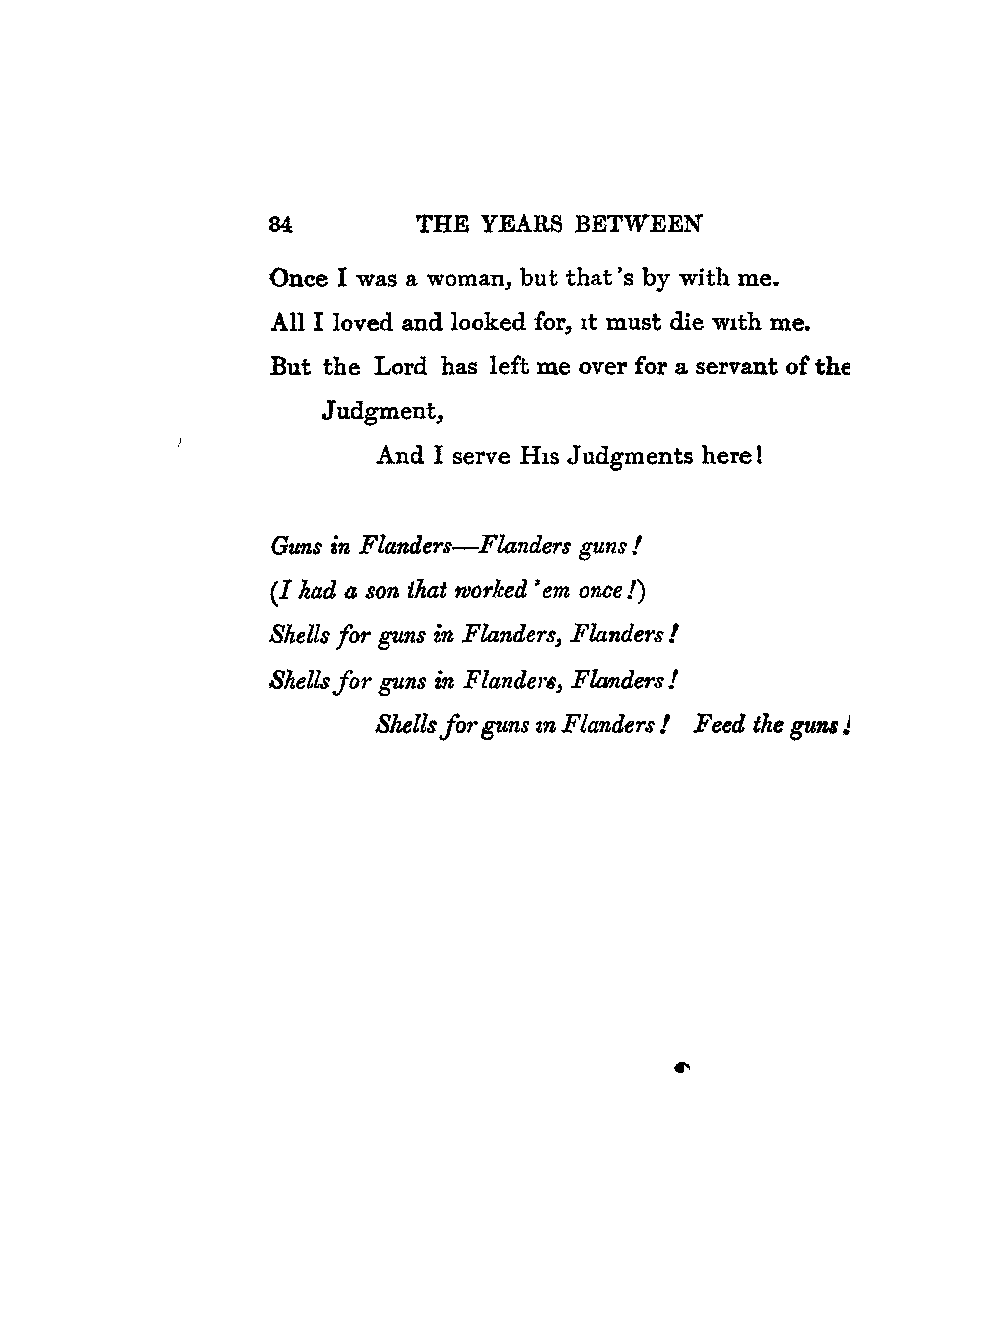 84 THE YEARS BETWEEN
Once I was a woman, but that's by with me.
All I loved and looked for, it must die with me.
But the Lord has left me over for a servant of the
Judgment,
And I serve His Judgments here!
Guns in Flanders—Flanders guns!
(I had a son that worked 'em once!)
Shells for guns in Flanders, Flanders!
Shells for guns in Flanders, Flanders!
Shells for guns in Flanders! Feed the guns!